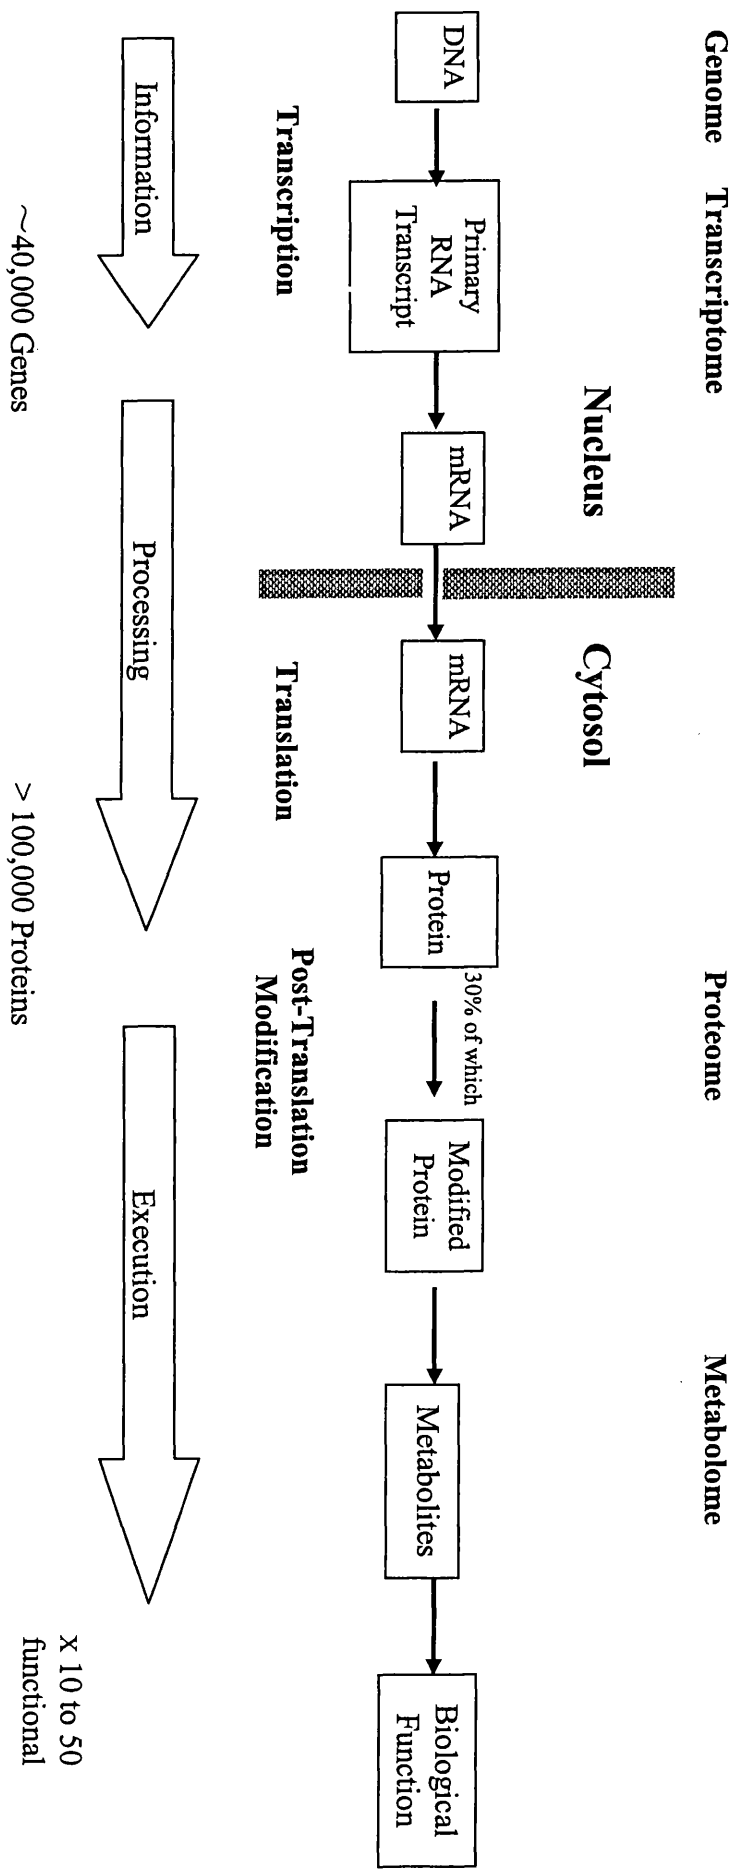 Genome
Transcriptome
Proteome
Metabolome
Nucleus
Cytosol
DNA
Primary
RNA
Transcript
mRNA
mRNA
Protein
30% of which
Modified
Protein
Metabolites
Biological
Function
Transcription
Translation
Post-Translation
Modification
Information
Processing
Execution
~40,000 Genes
> 100,000 Proteins
x 10 to 50
functional